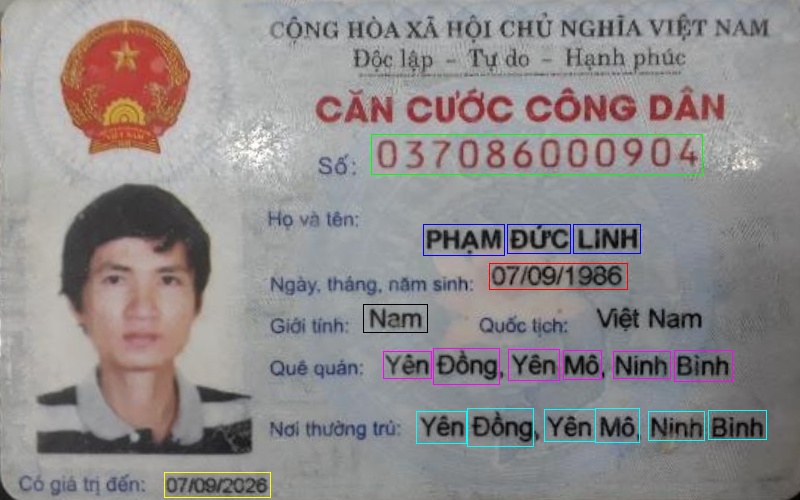 CỘNG HÒA XÃ HỘI CHỦ NGHĨA VIỆT NAM
Độc lập - Tự do - Hạnh phúc
CĂN CƯỚC CÔNG DÂN
Số: 037086000904
Họ và tên:
PHẠM ĐỨC LINH
Ngày, tháng, năm sinh: 07/09/1986
Giới tính: Nam Quốc tịch: Việt Nam
Quê quán: Yên Đồng, Yên Mô, Ninh Bình
Nơi thường trú: Yên Đồng, Yên Mô, Ninh Bình
Có giá trị đến: 07/09/2026